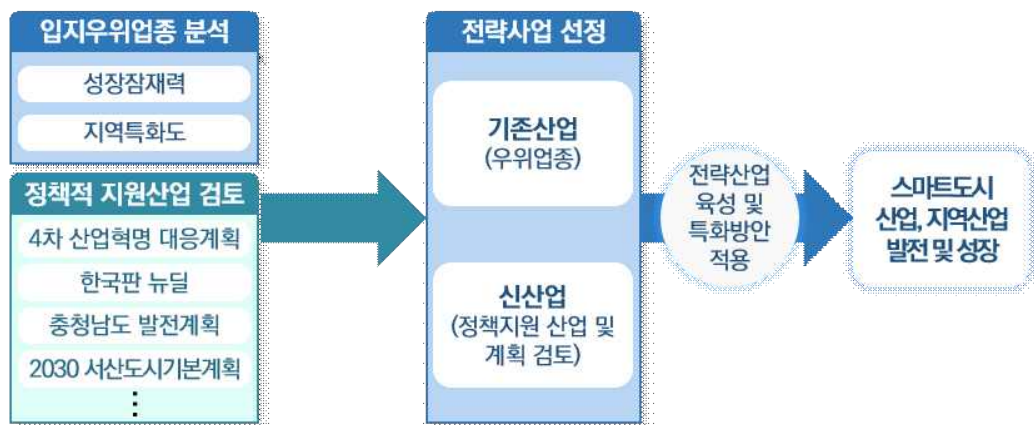 입지우위업종 분석
성장잠재력
지역특화도
정책적 지원산업 검토
4차 산업혁명 대응계획
한국판 뉴딜
충청남도 발전계획
2030 서산도시기본계획
⋮
전략사업 선정
기존산업
(우위업종)
신산업
(정책지원 산업 및
계획 검토)
전략산업
육성 및
특화방안
적용
스마트도시
산업, 지역산업
발전 및 성장